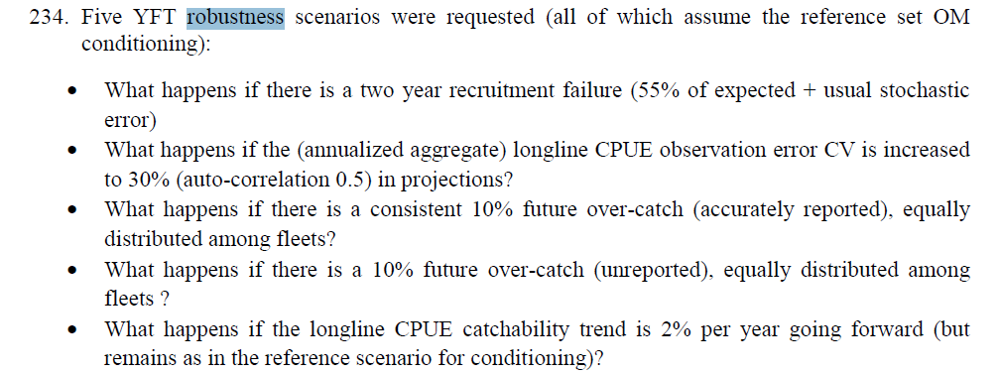 234. Five YFT robustness scenarios were requested (all of which assume the reference set OM
conditioning):
• What happens if there is a two year recruitment failure (55% of expected + usual stochastic
error)
• What happens if the (annualized aggregate) longline CPUE observation error CV is increased
to 30% (auto-correlation 0.5) in projections?
• What happens if there is a consistent 10% future over-catch (accurately reported), equally
distributed among fleets?
• What happens if there is a 10% future over-catch (unreported), equally distributed among
fleets ?
• What happens if the longline CPUE catchability trend is 2% per year going forward (but
remains as in the reference scenario for conditioning)?